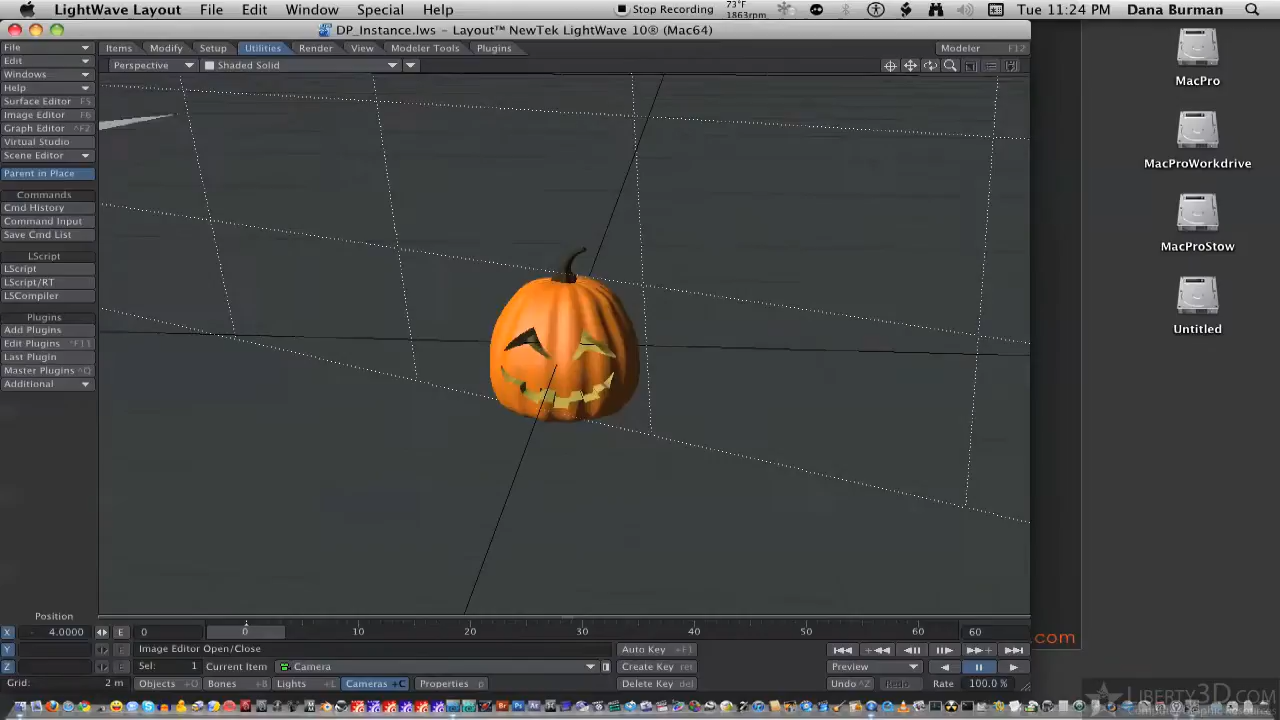 LightWave Layout File Edit Window Special Help Stop Recording 73°F 1863rpm Tue 11:24 PM Dana Burman
DP_Instance.lws – Layout™ NewTek LightWave 10® (Mac64)
File Items Modify Setup Utilities Render View Modeler Tools Plugins Modeler F12
Edit
Perspective Shaded Solid
Windows
Help
Surface Editor F5
Image Editor F6
Graph Editor ^F2
Virtual Studio
Scene Editor
Parent in Place
Commands
Cmd History
Command Input
Save Cmd List
LScript
LScript
LScript/RT
LSCompiler
Plugins
Add Plugins
Edit Plugins ^F11
Last Plugin
Master Plugins ^Q
Additional
MacPro
MacProWorkdrive
MacProStow
Untitled
Position
X 4.0000 E 0 0 10 20 30 40 50 60 60
Y Image Editor Open/Close Auto Key +F1
Z Sel: 1 Current Item Camera Create Key ret Preview
Grid: 2 m Objects +O Bones +B Lights +L Cameras +C Properties p Delete Key del Undo ^Z Redo Rate 100.0 %
.com
LIBERTY3D.COM